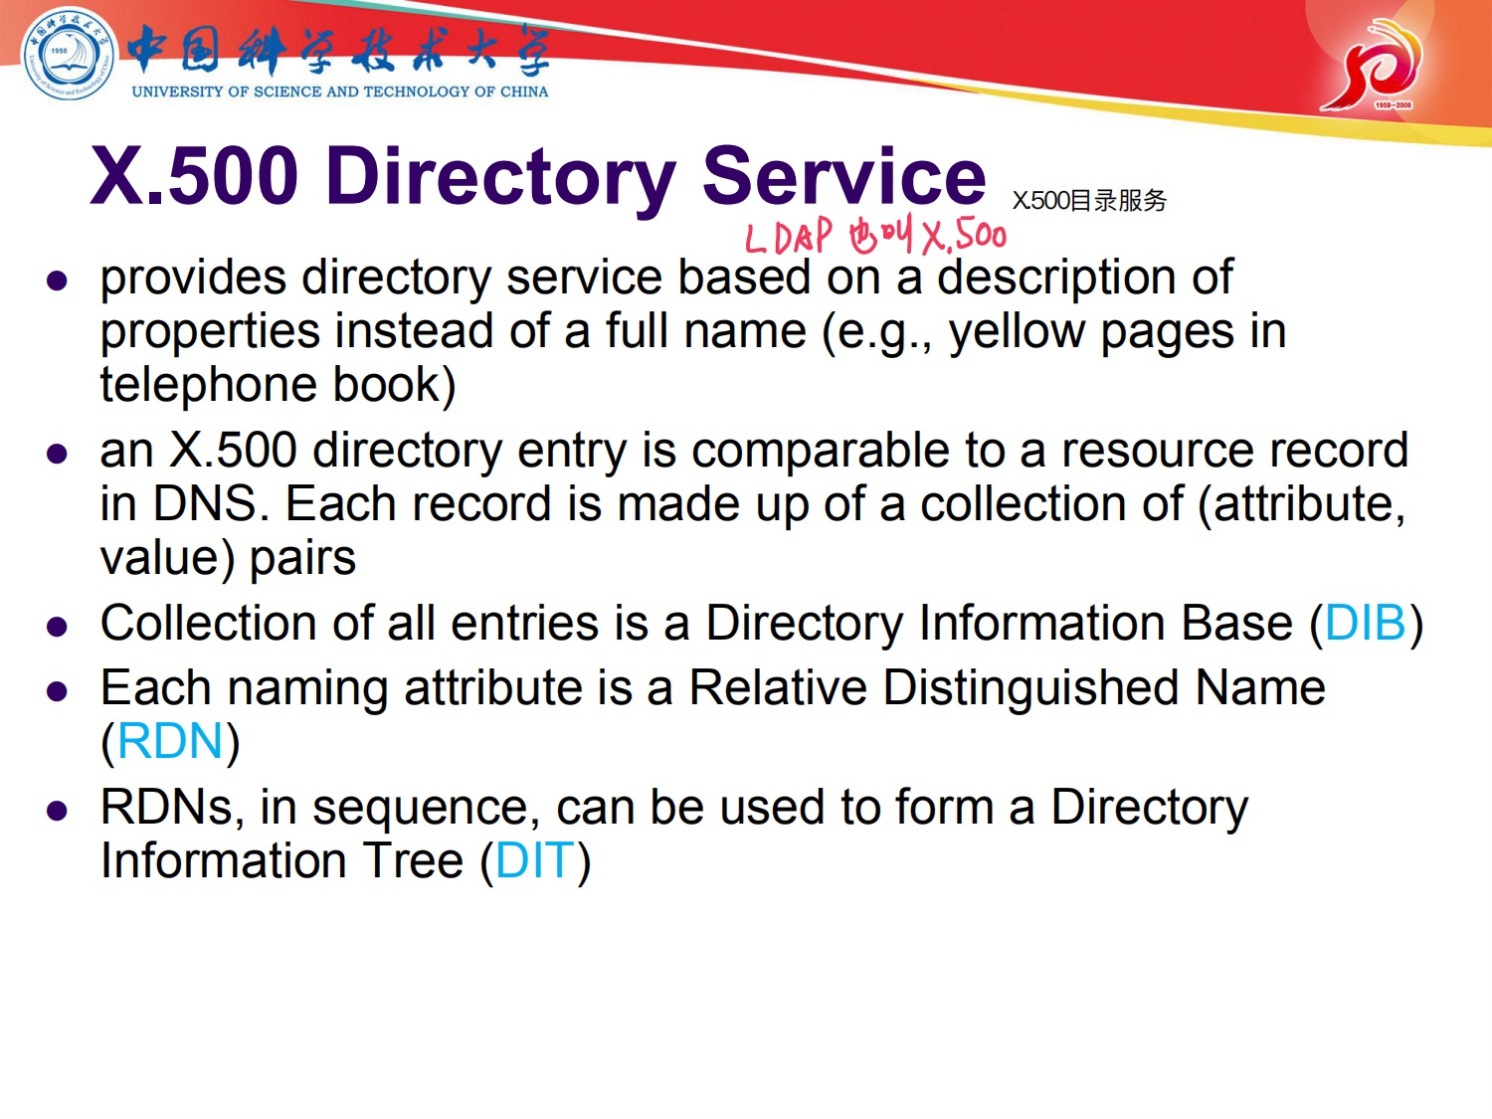 中国科学技术大学
UNIVERSITY OF SCIENCE AND TECHNOLOGY OF CHINA
1958
1958—2008
X.500 Directory Service
X.500目录服务
LDAP 也叫 X.500
● provides directory service based on a description of
properties instead of a full name (e.g., yellow pages in
telephone book)
● an X.500 directory entry is comparable to a resource record
in DNS. Each record is made up of a collection of (attribute,
value) pairs
● Collection of all entries is a Directory Information Base (DIB)
● Each naming attribute is a Relative Distinguished Name
(RDN)
● RDNs, in sequence, can be used to form a Directory
Information Tree (DIT)